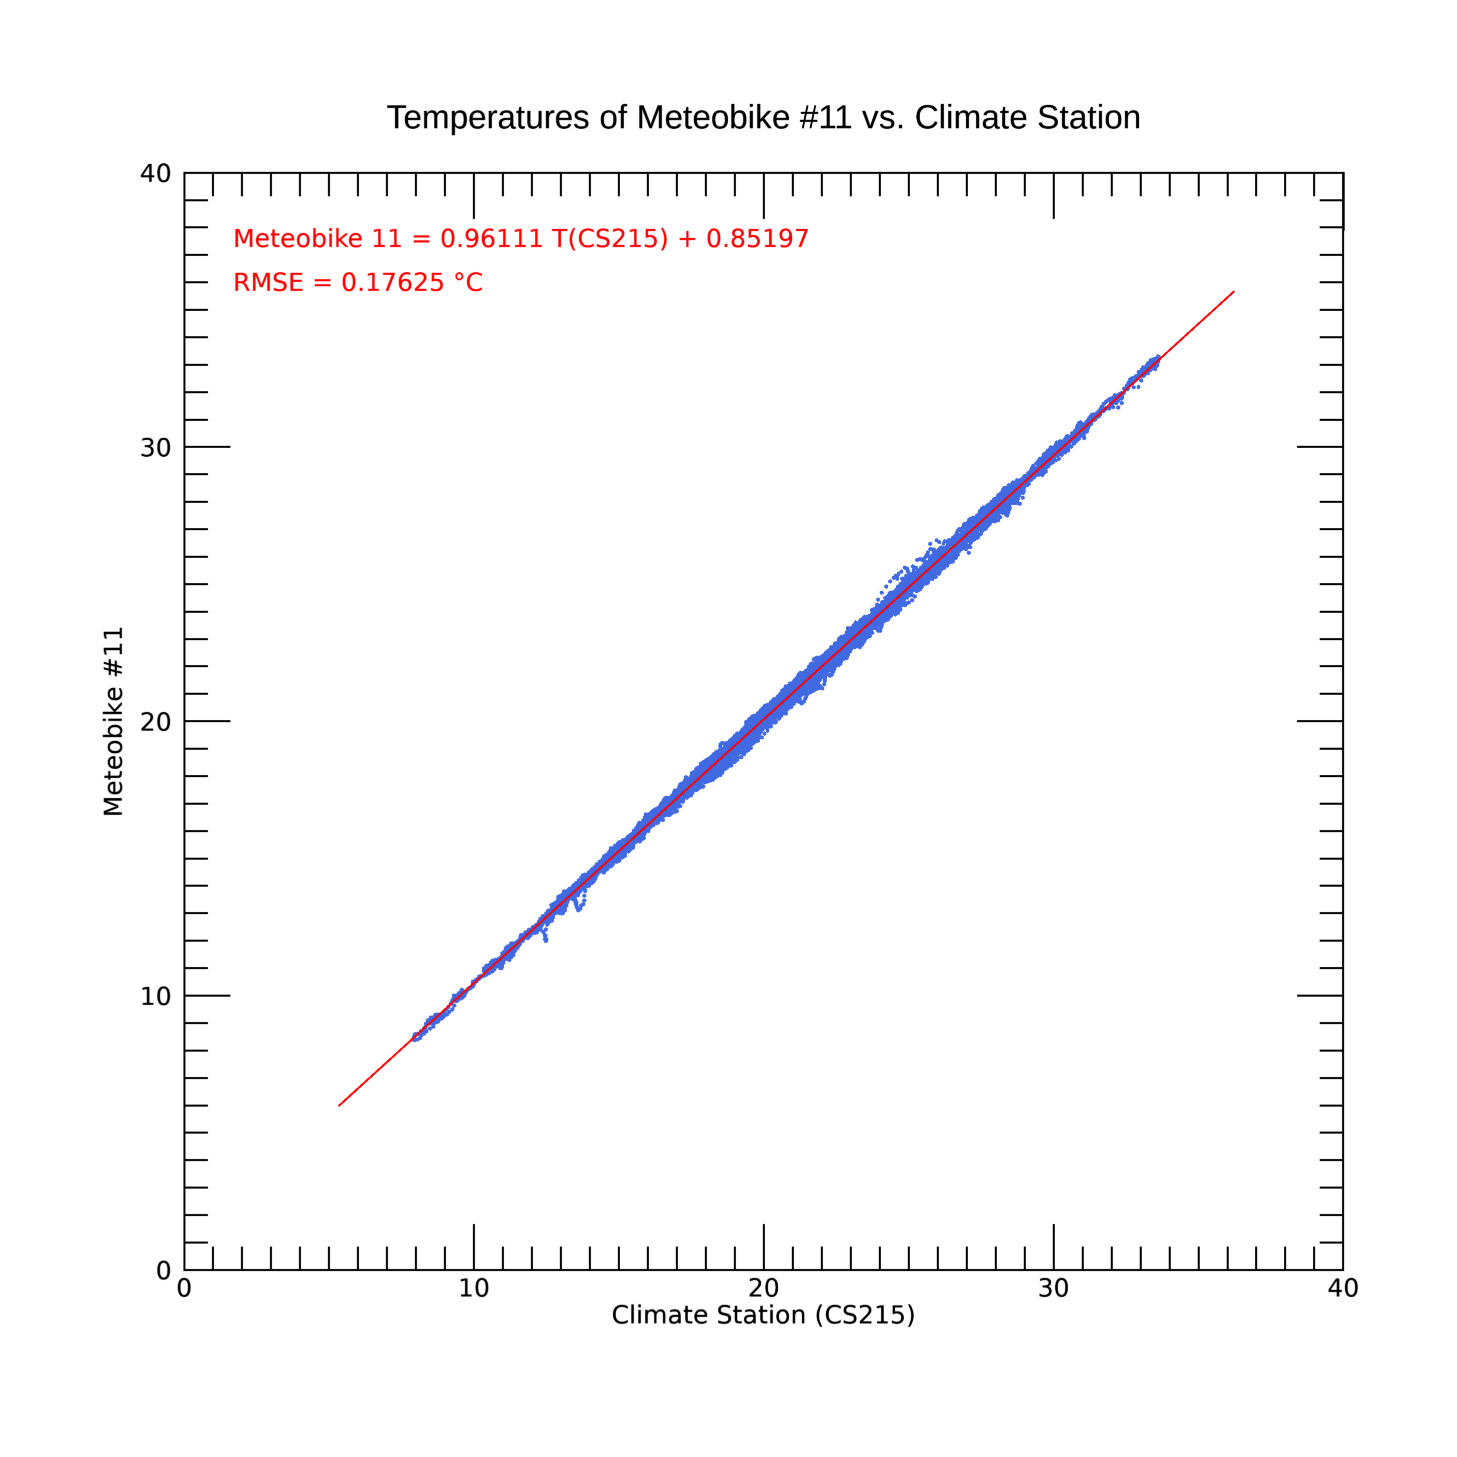 Temperatures of Meteobike #11 vs. Climate Station
40
Meteobike 11 = 0.96111 T(CS215) + 0.85197
RMSE = 0.17625 °C
30
Meteobike #11
20
10
0
0 10 20 30 40
Climate Station (CS215)